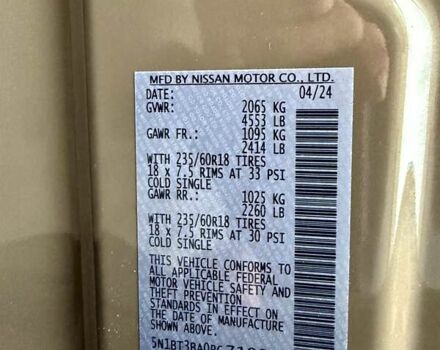 MFD BY NISSAN MOTOR CO., LTD.
DATE: 04/24
GVWR: 2065 KG
4553 LB
GAWR FR.: 1095 KG
2414 LB
WITH 235/60R18 TIRES
18 x 7.5 RIMS AT 33 PSI
COLD SINGLE
GAWR RR.: 1025 KG
2260 LB
WITH 235/60R18 TIRES
18 x 7.5 RIMS AT 30 PSI
COLD SINGLE
THIS VEHICLE CONFORMS TO
ALL APPLICABLE FEDERAL
MOTOR VEHICLE SAFETY AND
THEFT PREVENTION
STANDARDS IN EFFECT ON
THE DATE OF MANUFACTURE
SHOWN ABOVE.